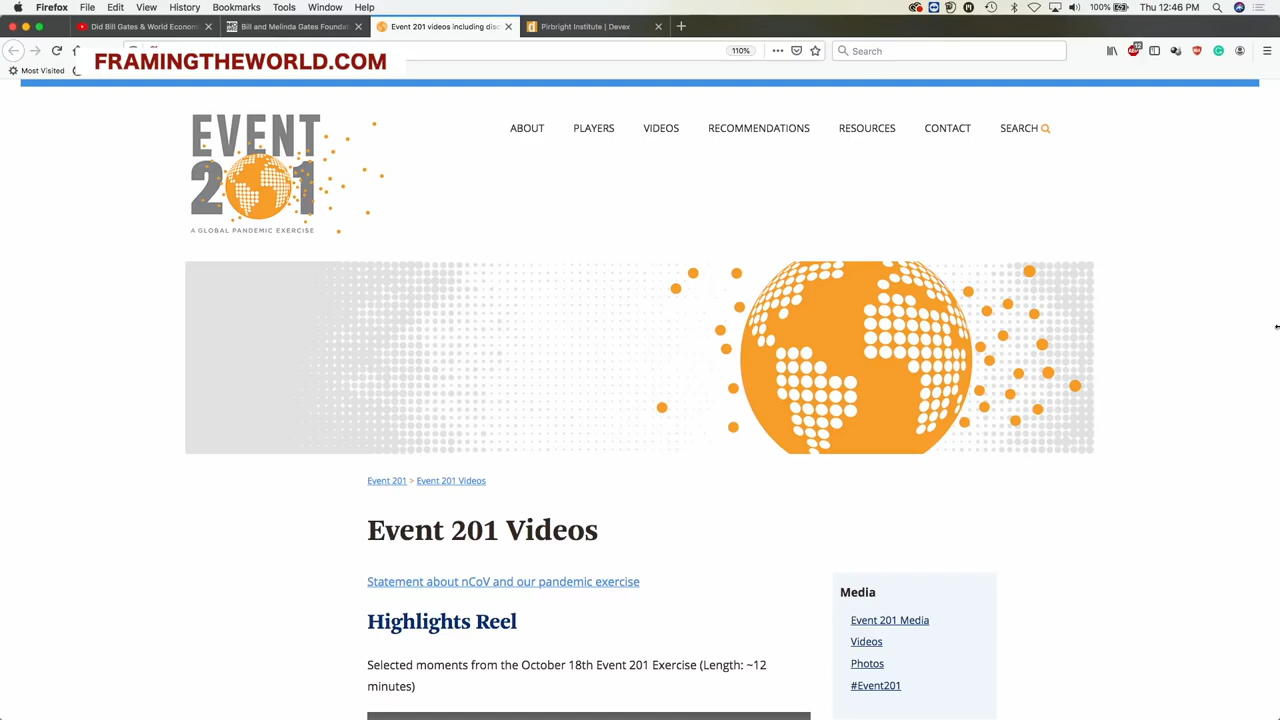 Firefox File Edit View History Bookmarks Tools Window Help
100% Thu 12:46 PM
Did Bill Gates & World Econom
Bill and Melinda Gates Foundat
Event 201 videos including disc
Pirbright Institute | Devex
110%
Search
12
Most Visited
FRAMINGTHEWORLD.COM
EVENT
201
A GLOBAL PANDEMIC EXERCISE
ABOUT PLAYERS VIDEOS RECOMMENDATIONS RESOURCES CONTACT SEARCH
Event 201 > Event 201 Videos
Event 201 Videos
Statement about nCoV and our pandemic exercise
Highlights Reel
Selected moments from the October 18th Event 201 Exercise (Length: ~12
minutes)
Media
Event 201 Media
Videos
Photos
#Event201